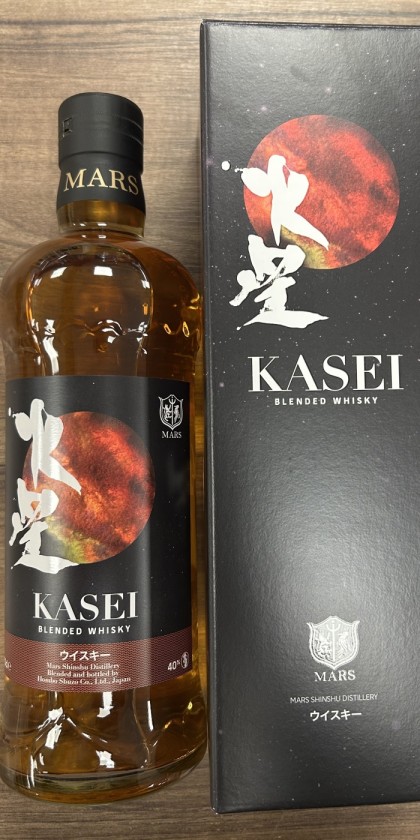 MARS
火星
MARS
KASEI
BLENDED WHISKY
ウイスキー
Mars Shinshu Distillery
Blended and bottled by
Hombo Shuzo Co., Ltd., Japan
40%
火星
KASEI
BLENDED WHISKY
MARS
MARS SHINSHU DISTILLERY
ウイスキー